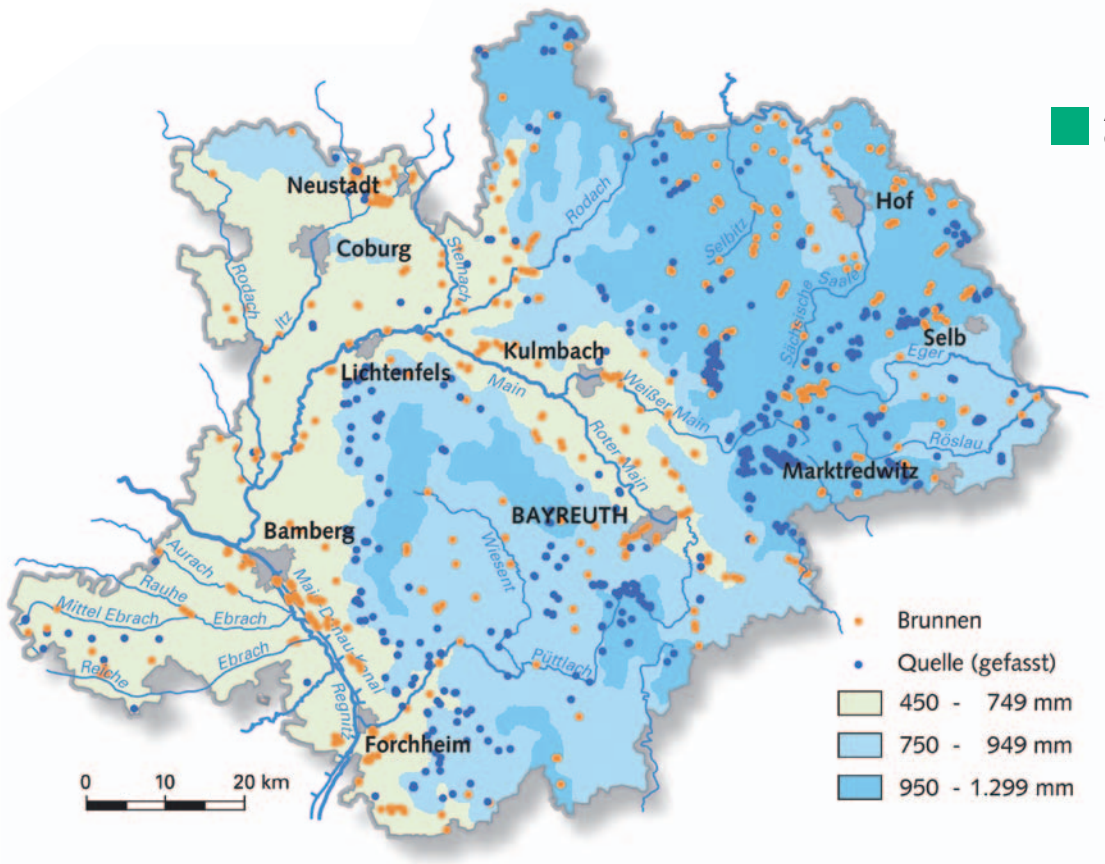 Neustadt
Coburg
Rodach
Itz
Steinach
Rodach
Selbitz
Hof
Sächsische
Saale
Selb
Eger
Kulmbach
Lichtenfels
Main
Weißer Main
Roter Main
Röslau
Marktredwitz
BAYREUTH
Bamberg
Wiesent
Aurach
Rauhe
Ebrach
Mittel Ebrach
Main-Donau-Kanal
Ebrach
Reiche
Püttlach
Regnitz
Forchheim
Brunnen
Quelle (gefasst)
450 - 749 mm
750 - 949 mm
950 - 1.299 mm
0 10 20 km